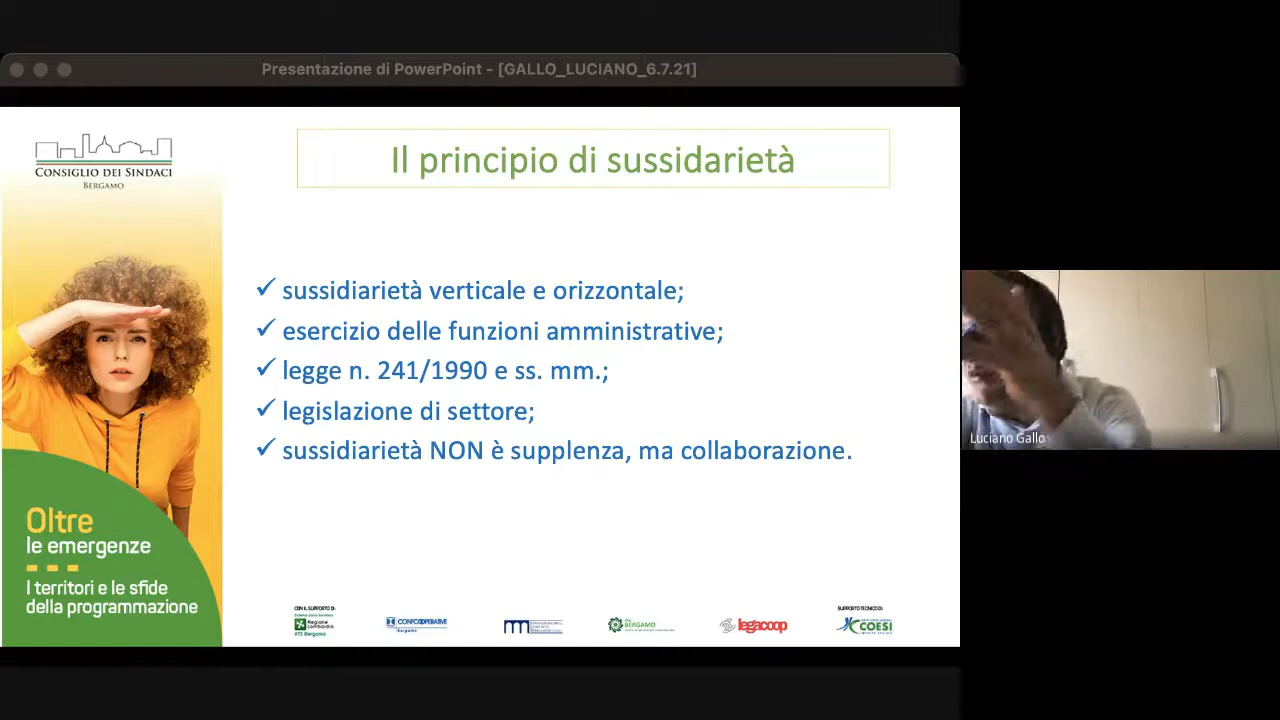 Presentazione di PowerPoint - [GALLO_LUCIANO_6.7.21]
CONSIGLIO DEI SINDACI
BERGAMO
Il principio di sussidarietà
✓ sussidiarietà verticale e orizzontale;
✓ esercizio delle funzioni amministrative;
✓ legge n. 241/1990 e ss. mm.;
✓ legislazione di settore;
✓ sussidiarietà NON è supplenza, ma collaborazione.
Luciano Gallo
Oltre
le emergenze
I territori e le sfide
della programmazione
CON IL SUPPORTO DI:
Sistema Socio Sanitario
Regione
Lombardia
ATS Bergamo
CONFCOOPERATIVE
Bergamo
BERGAMO
legacoop
SUPPORTO TECNICO DI:
COESI